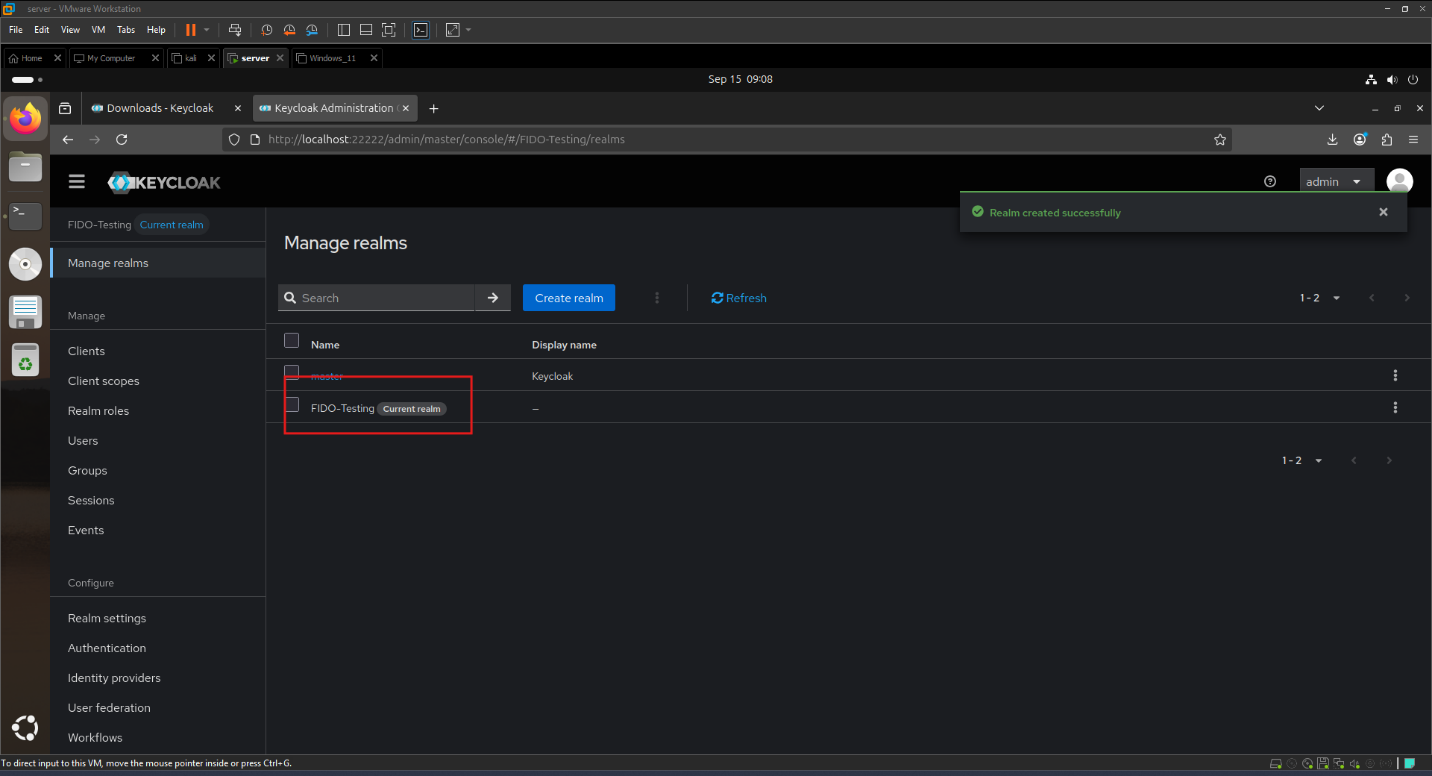 server - VMware Workstation
File Edit View VM Tabs Help
Home My Computer kali server Windows_11
Sep 15 09:08
Downloads - Keycloak Keycloak Administration
http://localhost:22222/admin/master/console/#/FIDO-Testing/realms
KEYCLOAK
admin
FIDO-Testing Current realm
Realm created successfully
Manage realms
Manage realms
Search
Create realm
Refresh
1 - 2
Manage
Name Display name
Clients
master Keycloak
Client scopes
FIDO-Testing Current realm –
Realm roles
Users
1 - 2
Groups
Sessions
Events
Configure
Realm settings
Authentication
Identity providers
User federation
Workflows
To direct input to this VM, move the mouse pointer inside or press Ctrl+G.